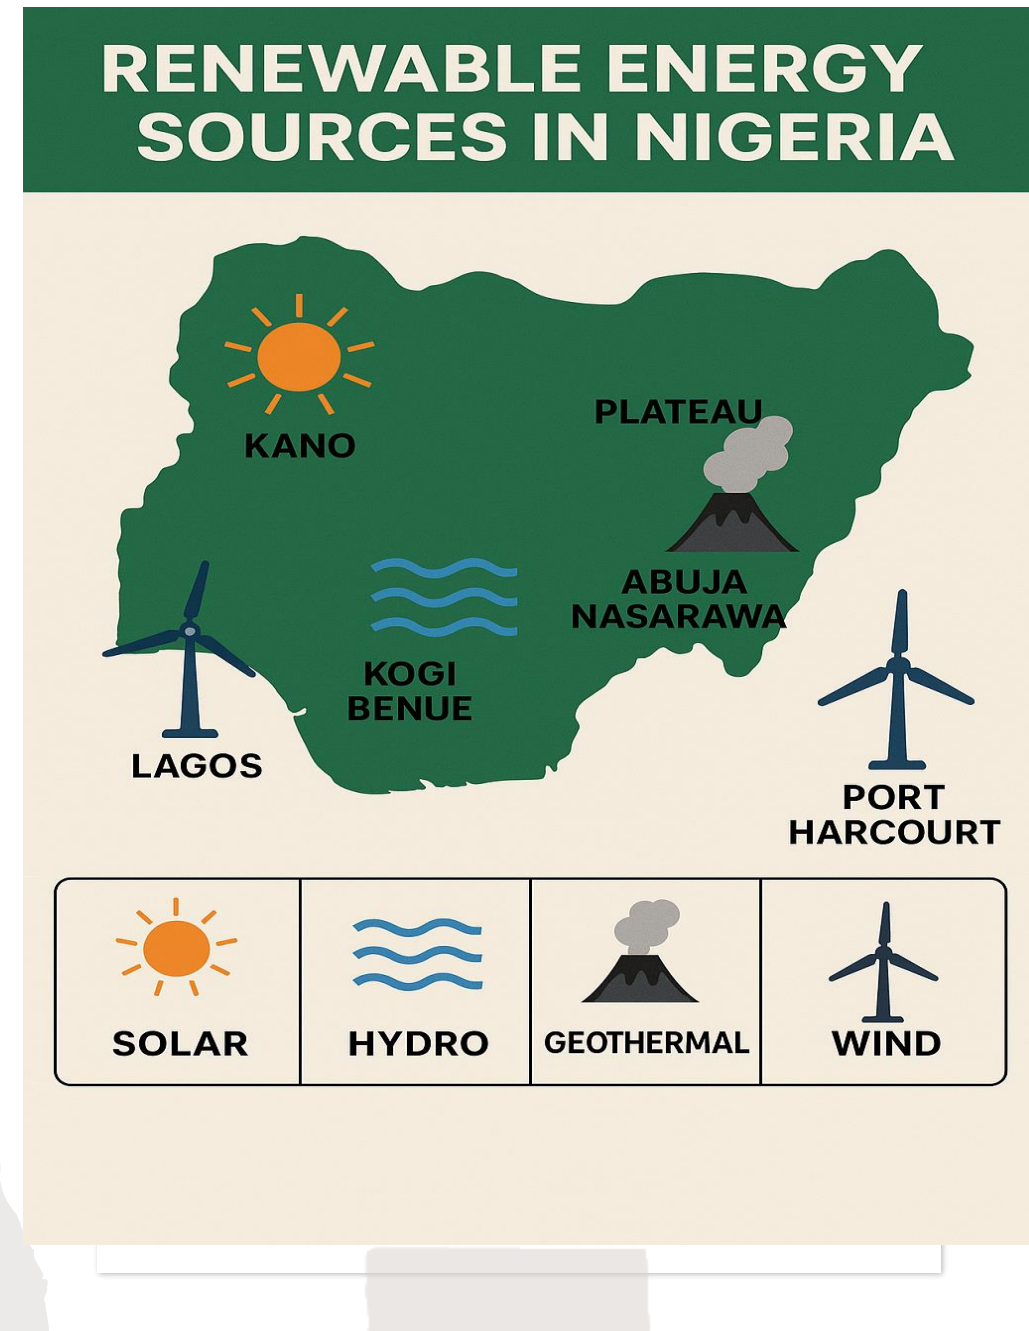 RENEWABLE ENERGY
SOURCES IN NIGERIA
KANO
PLATEAU
ABUJA
NASARAWA
KOGI
BENUE
LAGOS
PORT
HARCOURT
SOLAR
HYDRO
GEOTHERMAL
WIND